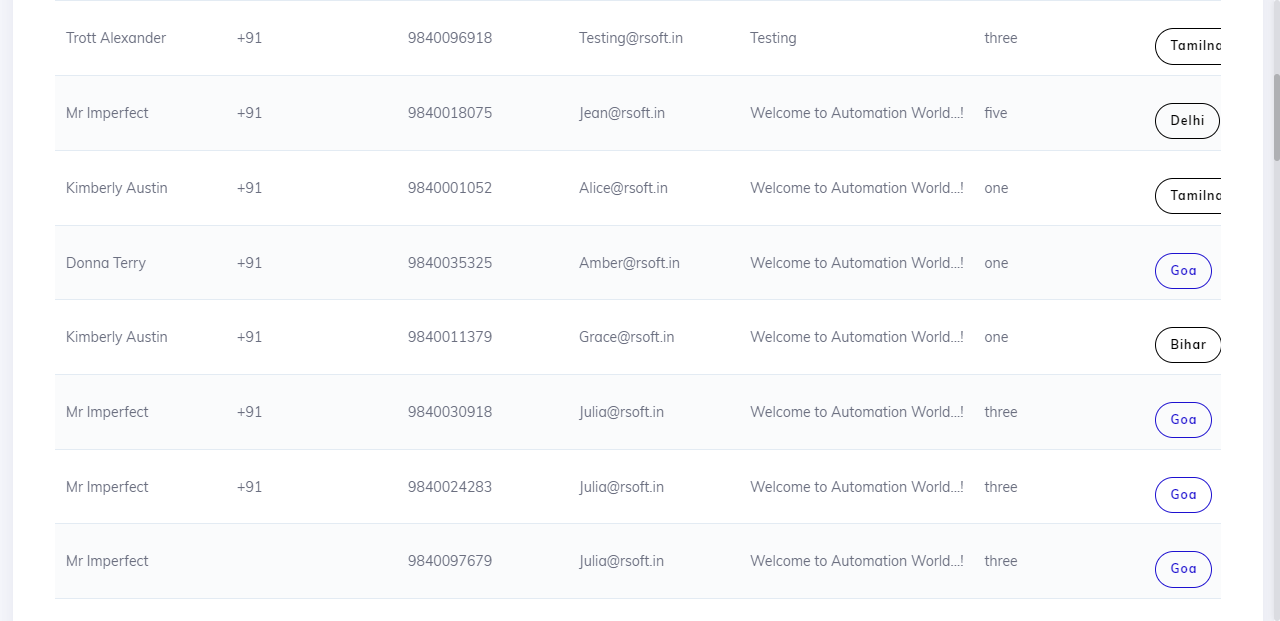 Trott Alexander +91 9840096918 Testing@rsoft.in Testing three Tamilna
Mr Imperfect +91 9840018075 Jean@rsoft.in Welcome to Automation World...! five Delhi
Kimberly Austin +91 9840001052 Alice@rsoft.in Welcome to Automation World...! one Tamilna
Donna Terry +91 9840035325 Amber@rsoft.in Welcome to Automation World...! one Goa
Kimberly Austin +91 9840011379 Grace@rsoft.in Welcome to Automation World...! one Bihar
Mr Imperfect +91 9840030918 Julia@rsoft.in Welcome to Automation World...! three Goa
Mr Imperfect +91 9840024283 Julia@rsoft.in Welcome to Automation World...! three Goa
Mr Imperfect 9840097679 Julia@rsoft.in Welcome to Automation World...! three Goa